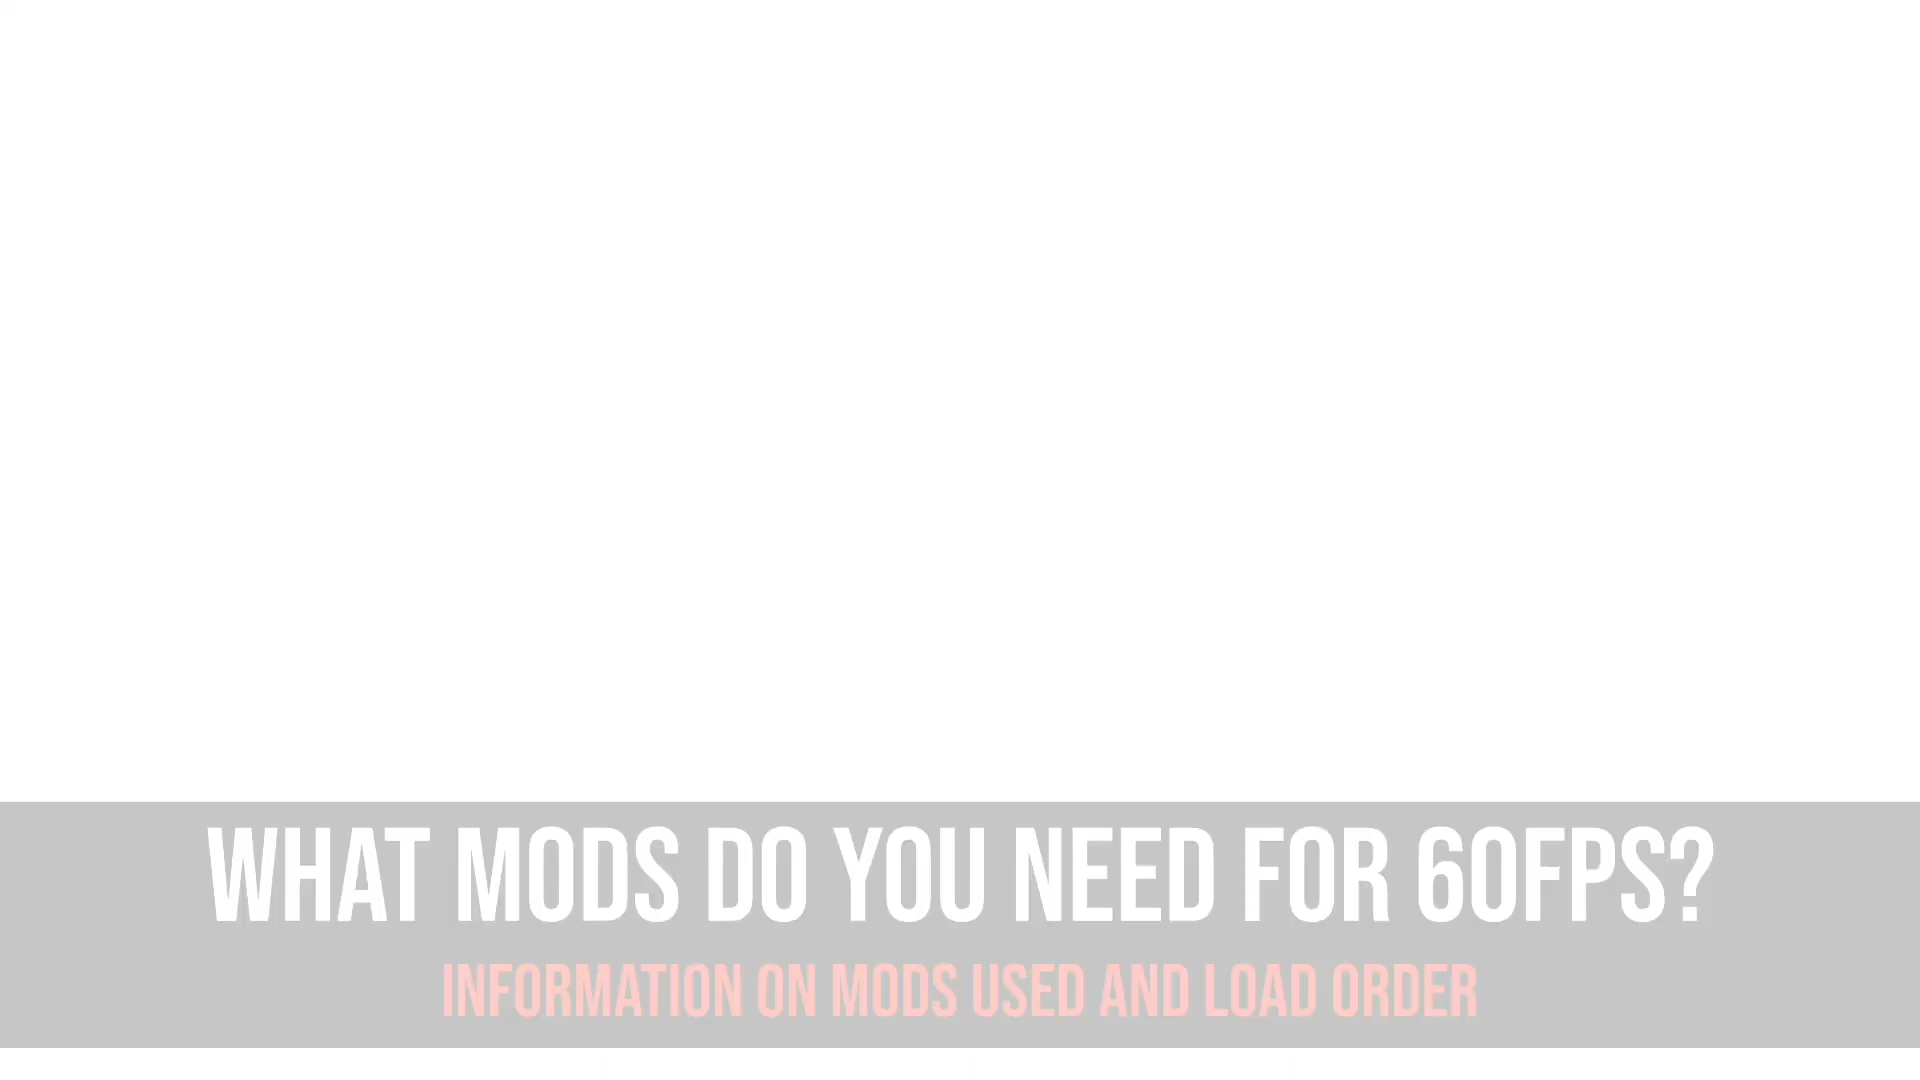 WHAT MODS DO YOU NEED FOR 60FPS?
INFORMATION ON MODS USED AND LOAD ORDER